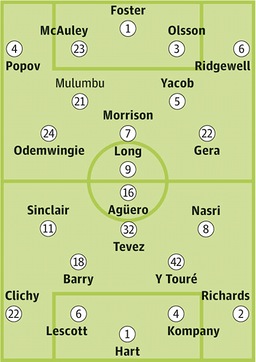 Foster
1
McAuley Olsson
4 23 3 6
Popov Ridgewell
Mulumbu Yacob
21 5
Morrison
24 7 22
Odemwingie Long Gera
9
16
Sinclair Agüero Nasri
11 32 8
Tevez
18 42
Barry Y Touré
Clichy Richards
22 6 4 2
Lescott 1 Kompany
Hart